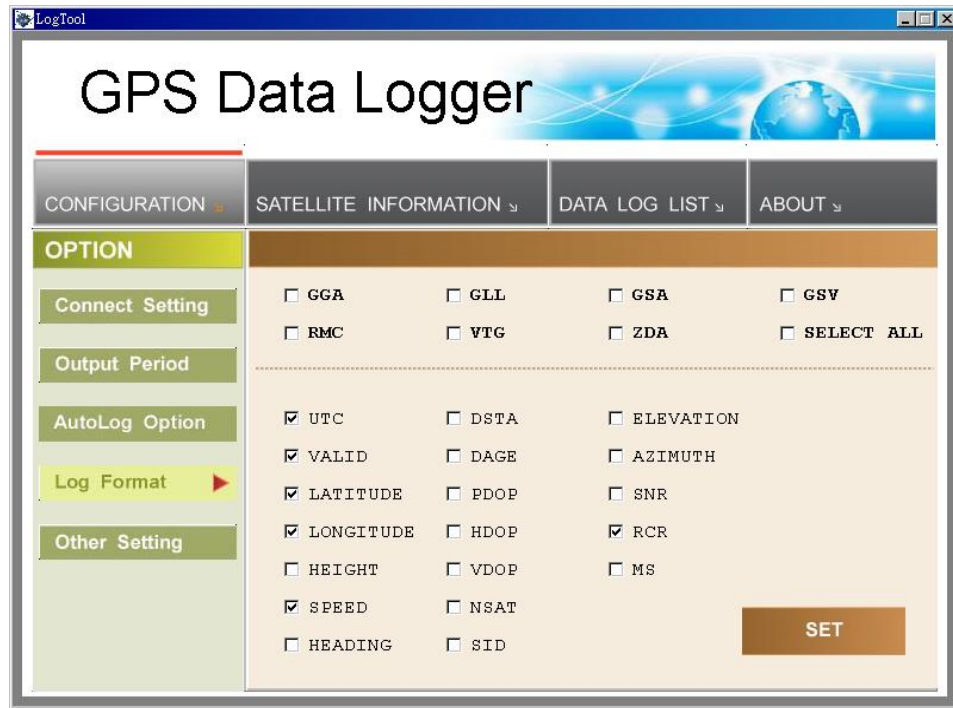 LogTool
GPS Data Logger
CONFIGURATION SATELLITE INFORMATION DATA LOG LIST ABOUT
OPTION
Connect Setting
Output Period
AutoLog Option
Log Format
Other Setting
GGA GLL GSA GSV
RMC VTG ZDA SELECT ALL
UTC DSTA ELEVATION
VALID DAGE AZIMUTH
LATITUDE PDOP SNR
LONGITUDE HDOP RCR
HEIGHT VDOP MS
SPEED NSAT
HEADING SID
SET